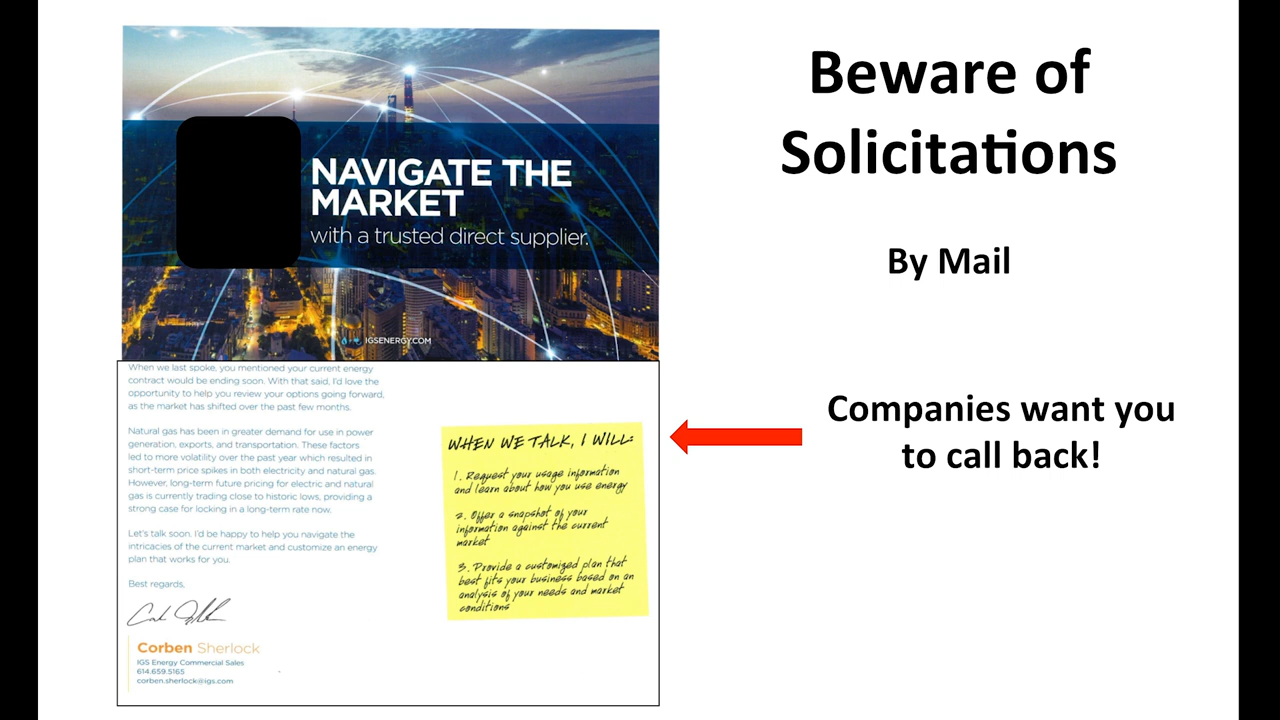 Beware of
Solicitations
By Mail
Companies want you
to call back!
NAVIGATE THE
MARKET
with a trusted direct supplier.
IGSENERGY.COM
When we last spoke, you mentioned your current energy
contract would be ending soon. With that said, I'd love the
opportunity to help you review your options going forward,
as the market has shifted over the past few months.
Natural gas has been in greater demand for use in power
generation, exports, and transportation. These factors
led to more volatility over the past year which resulted in
short-term price spikes in both electricity and natural gas.
However, long-term future pricing for electric and natural
gas is currently trading close to historic lows, providing a
strong case for locking in a long-term rate now.
Let's talk soon. I'd be happy to help you navigate the
intricacies of the current market and customize an energy
plan that works for you.
Best regards,
Corben Sherlock
IGS Energy Commercial Sales
614.659.5165
corben.sherlock@igs.com
WHEN WE TALK, I WILL:
1. Request your usage information
and learn about how you use energy
2. Offer a snapshot of your
information against the current
market
3. Provide a customized plan that
best fits your business based on an
analysis of your needs and market
conditions